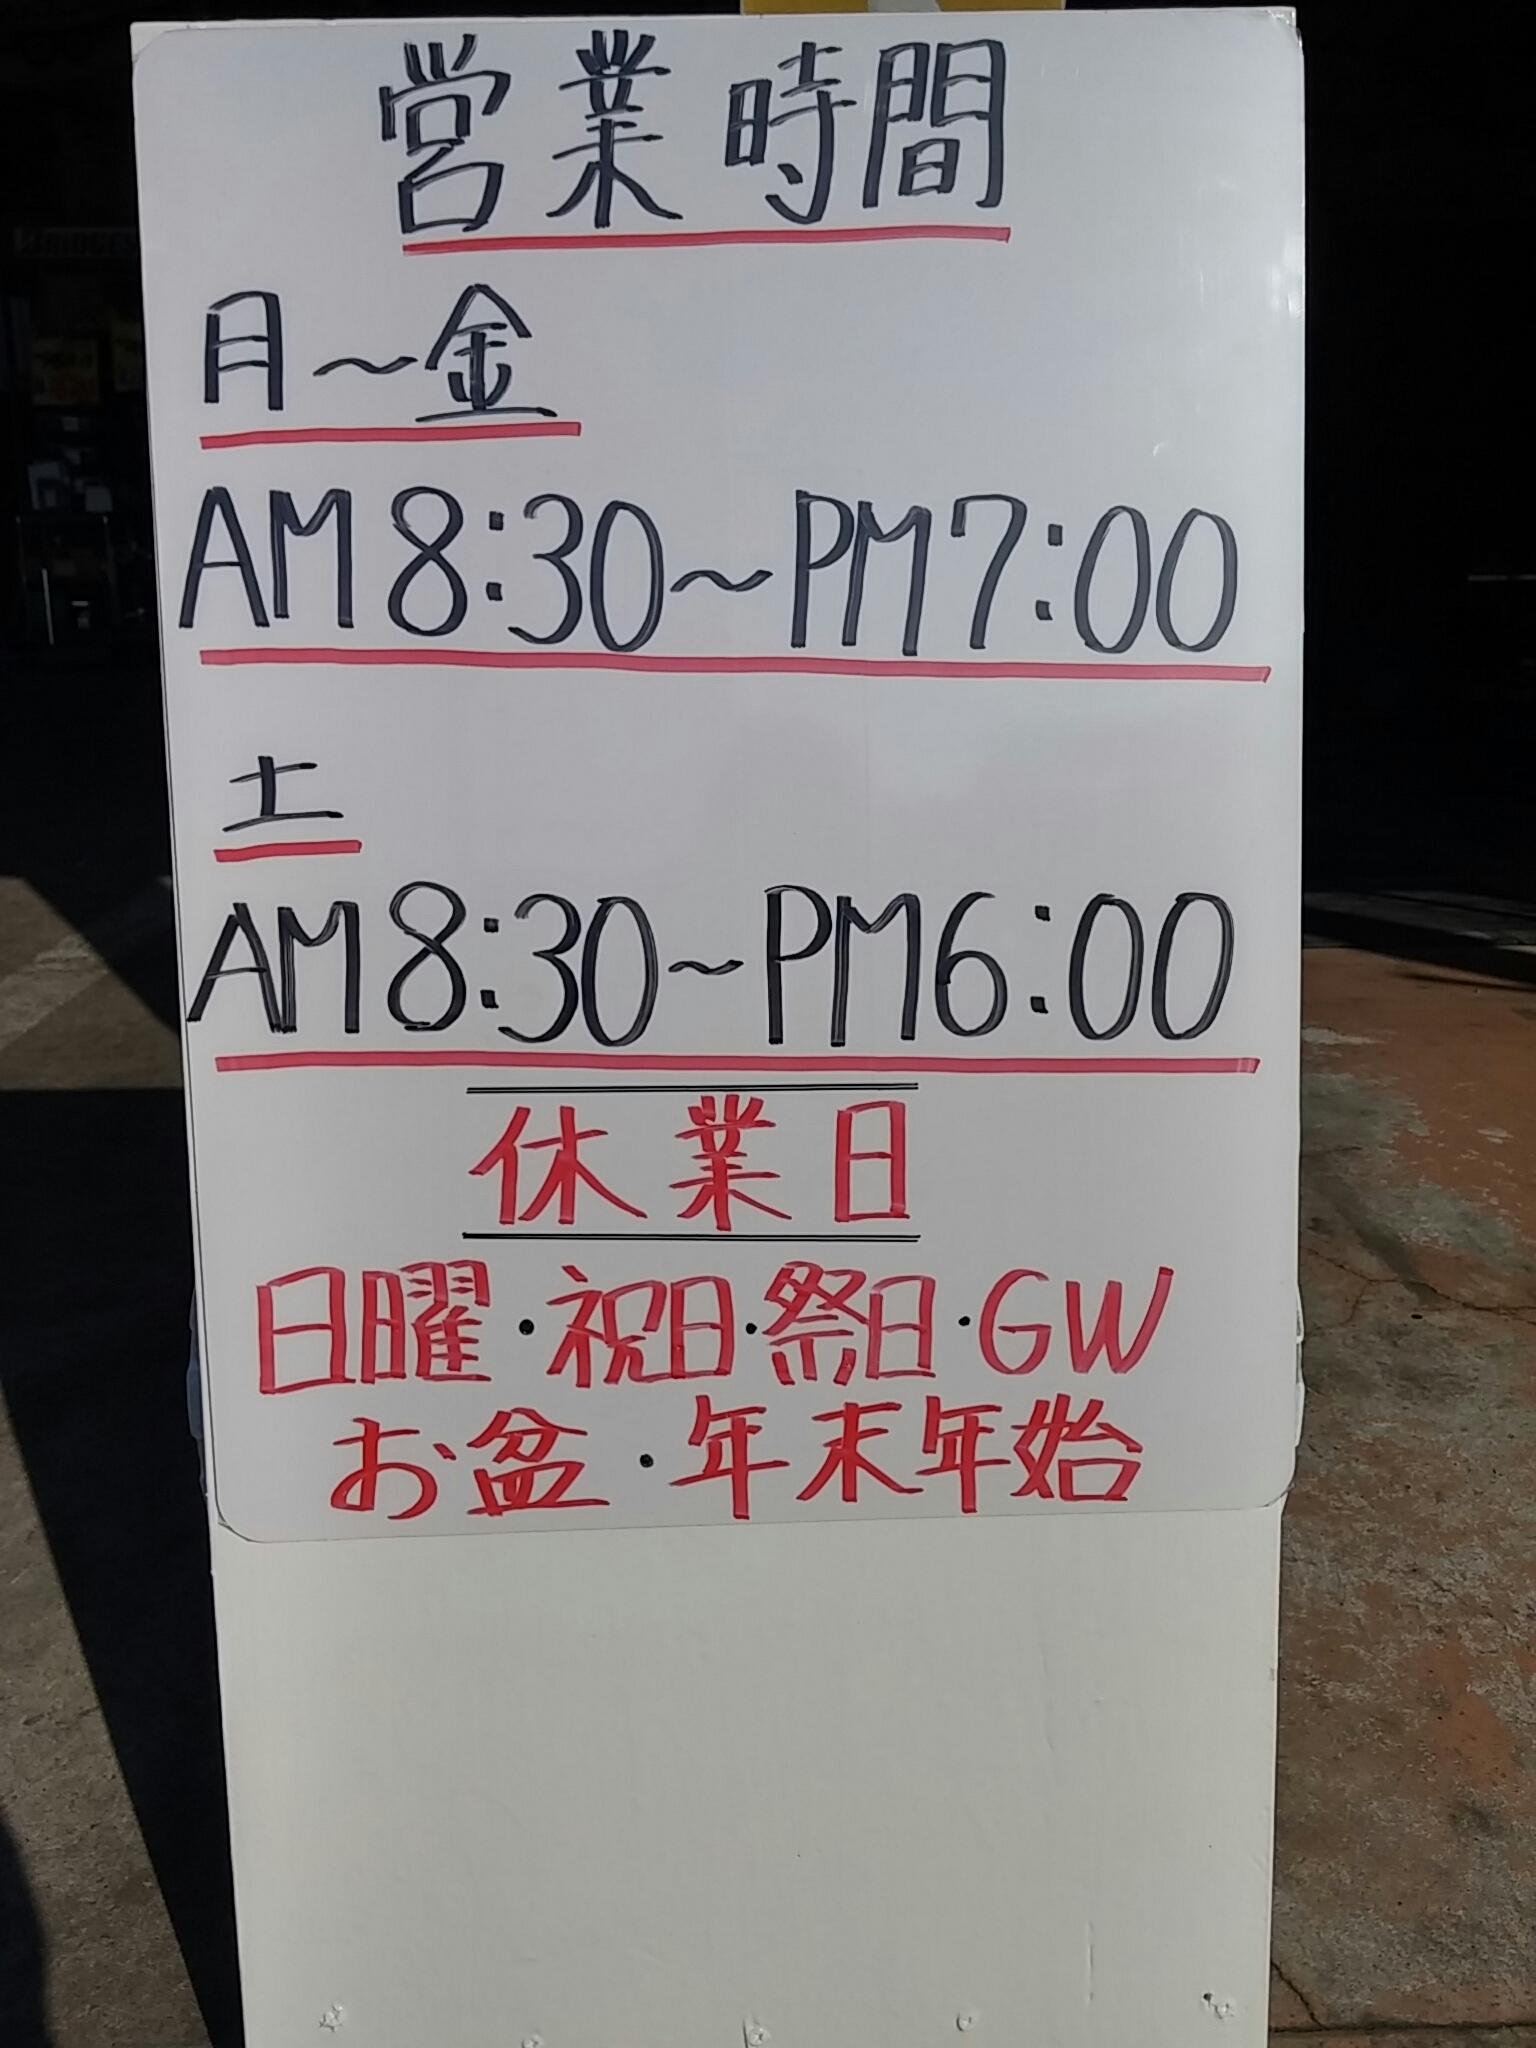 営業時間
月～金
AM8:30～PM7:00
土
AM8:30～PM6:00
休業日
日曜・祝日・祭日・GW
お盆・年末年始